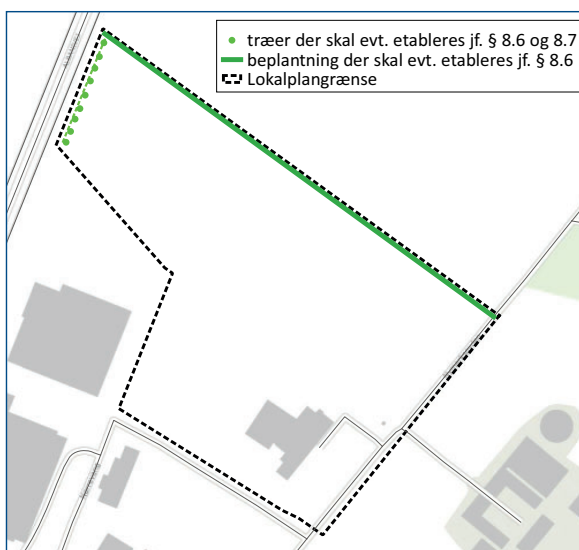 træer der skal evt. etableres jf. § 8.6 og 8.7
beplantning der skal evt. etableres jf. § 8.6
Lokalplangrænse